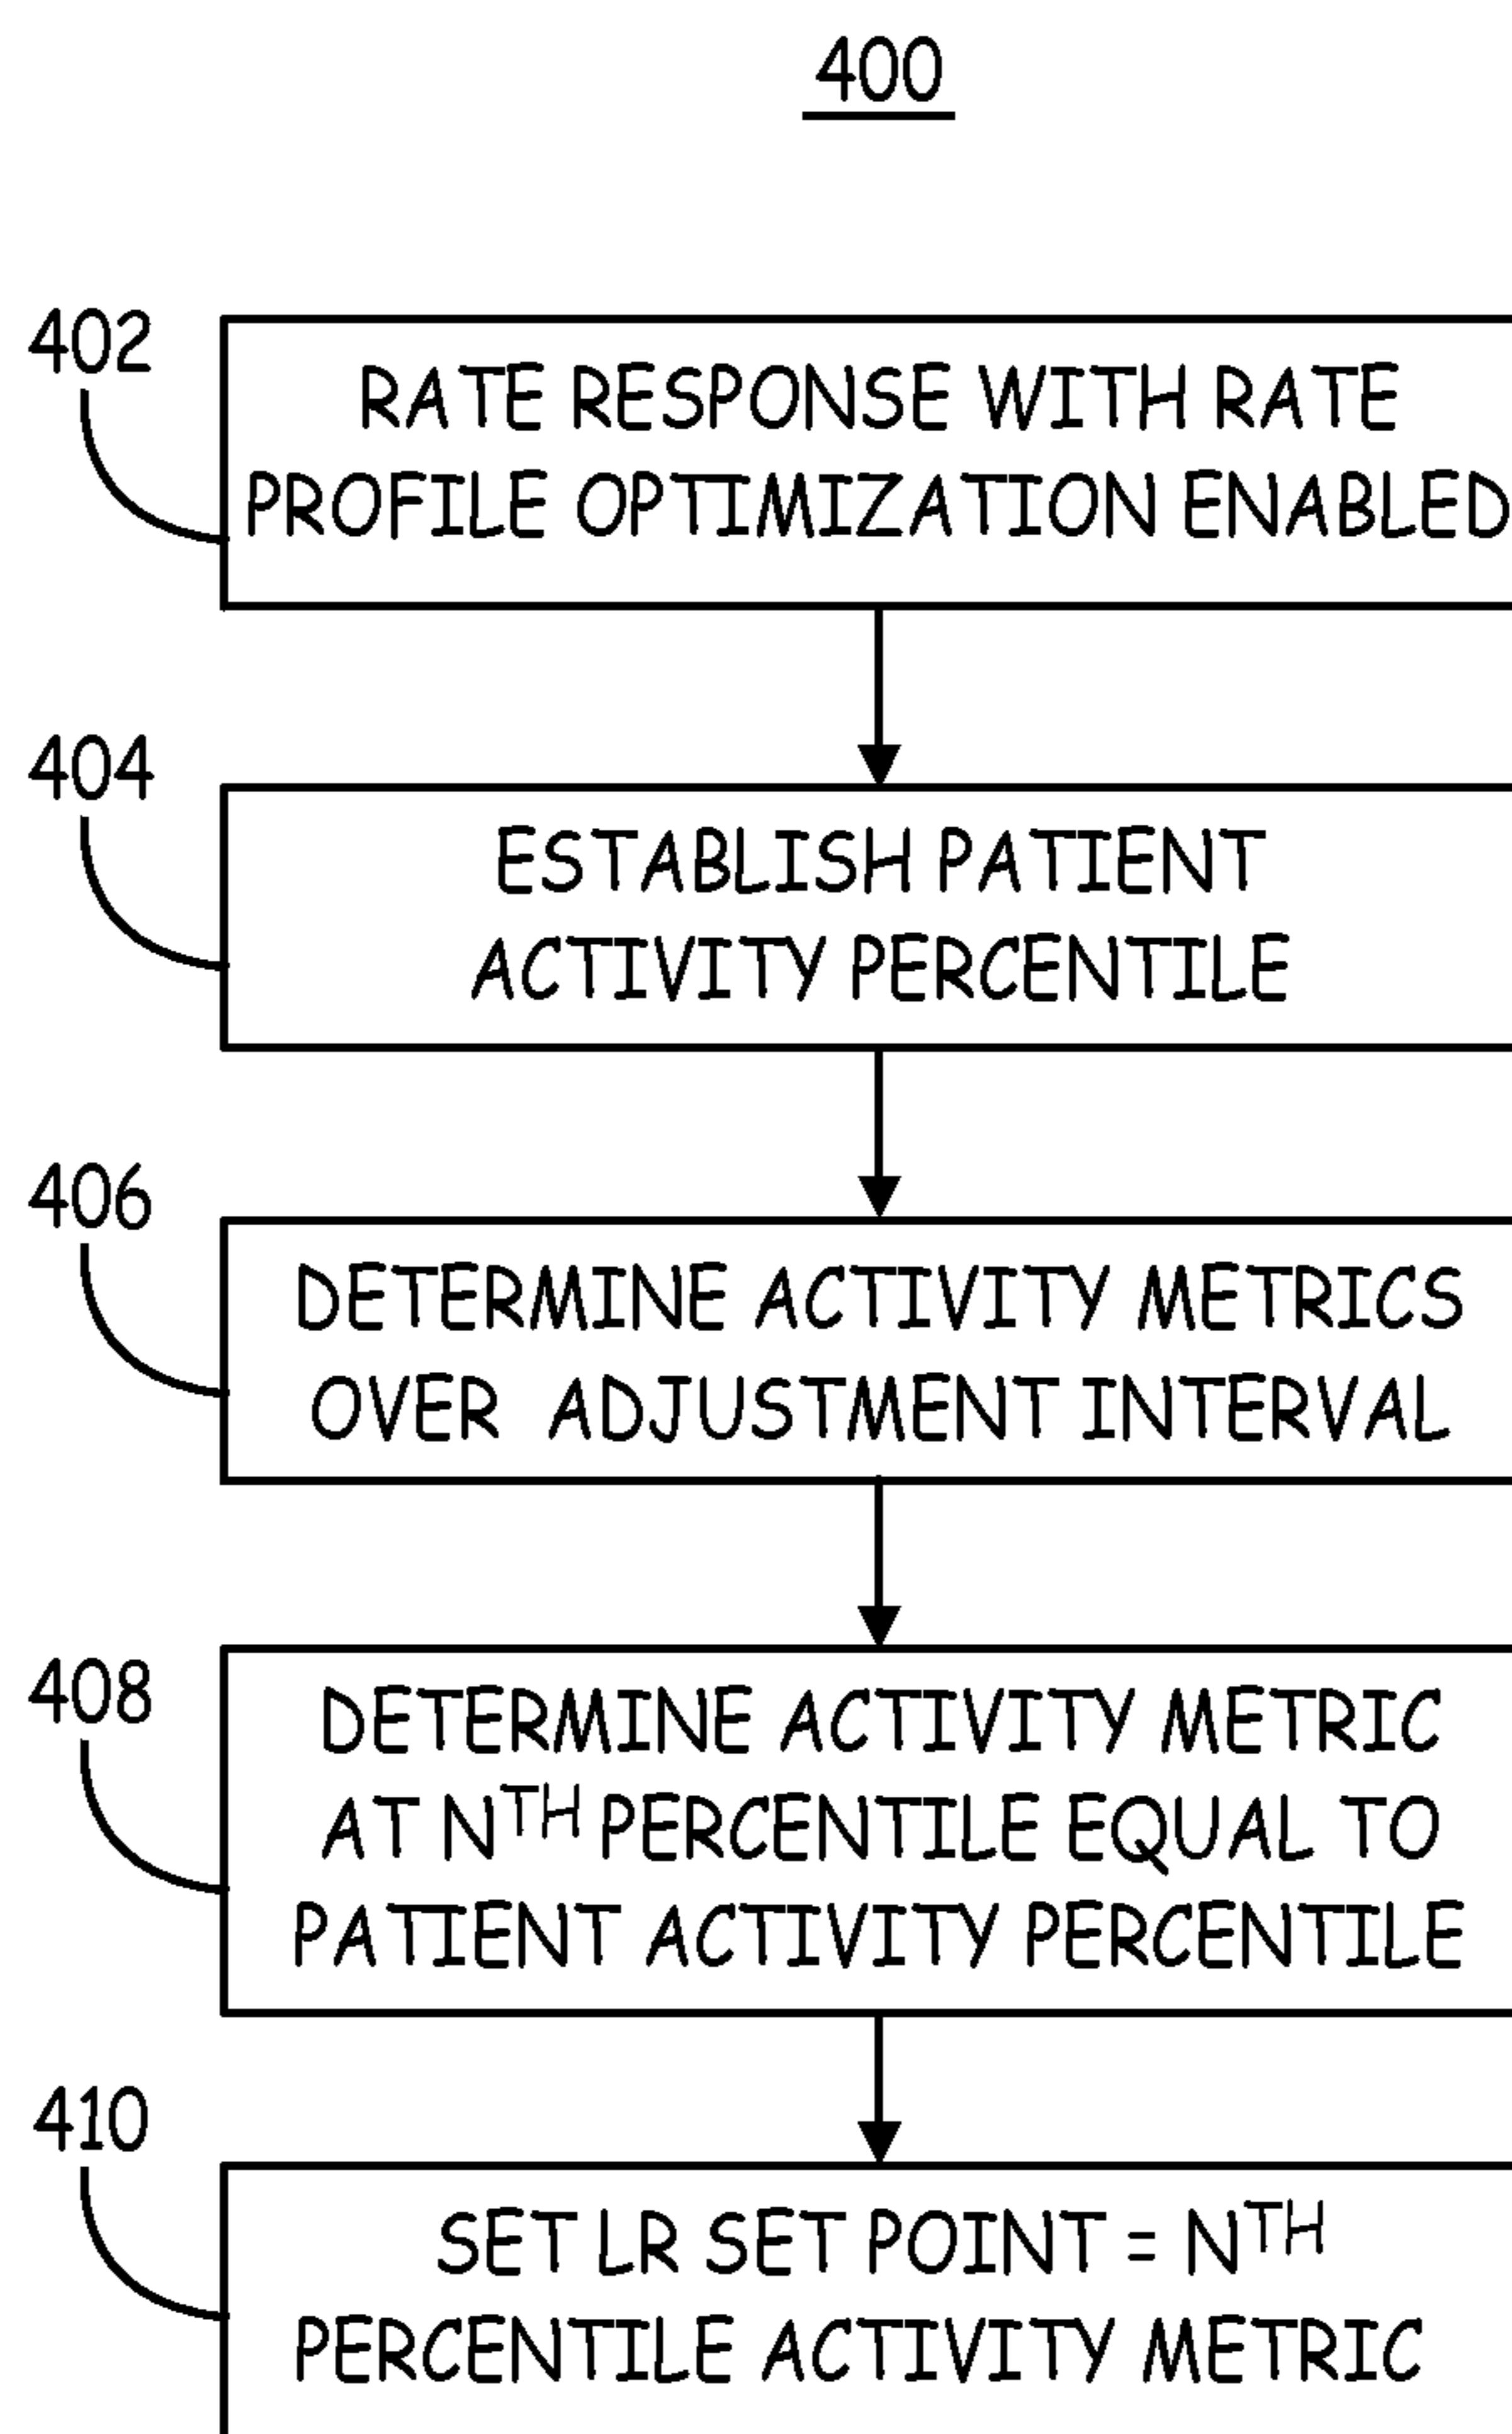 400
402
RATE RESPONSE WITH RATE
PROFILE OPTIMIZATION ENABLED
404
ESTABLISH PATIENT
ACTIVITY PERCENTILE
406
DETERMINE ACTIVITY METRICS
OVER ADJUSTMENT INTERVAL
408
DETERMINE ACTIVITY METRIC
AT NTH PERCENTILE EQUAL TO
PATIENT ACTIVITY PERCENTILE
410
SET LR SET POINT = NTH
PERCENTILE ACTIVITY METRIC